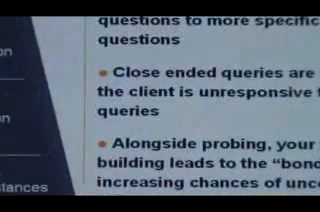 questions to more specific
questions
Close ended queries are
the client is unresponsive
queries
Alongside probing, your
building leads to the “bond
increasing chances of
on
on
stances